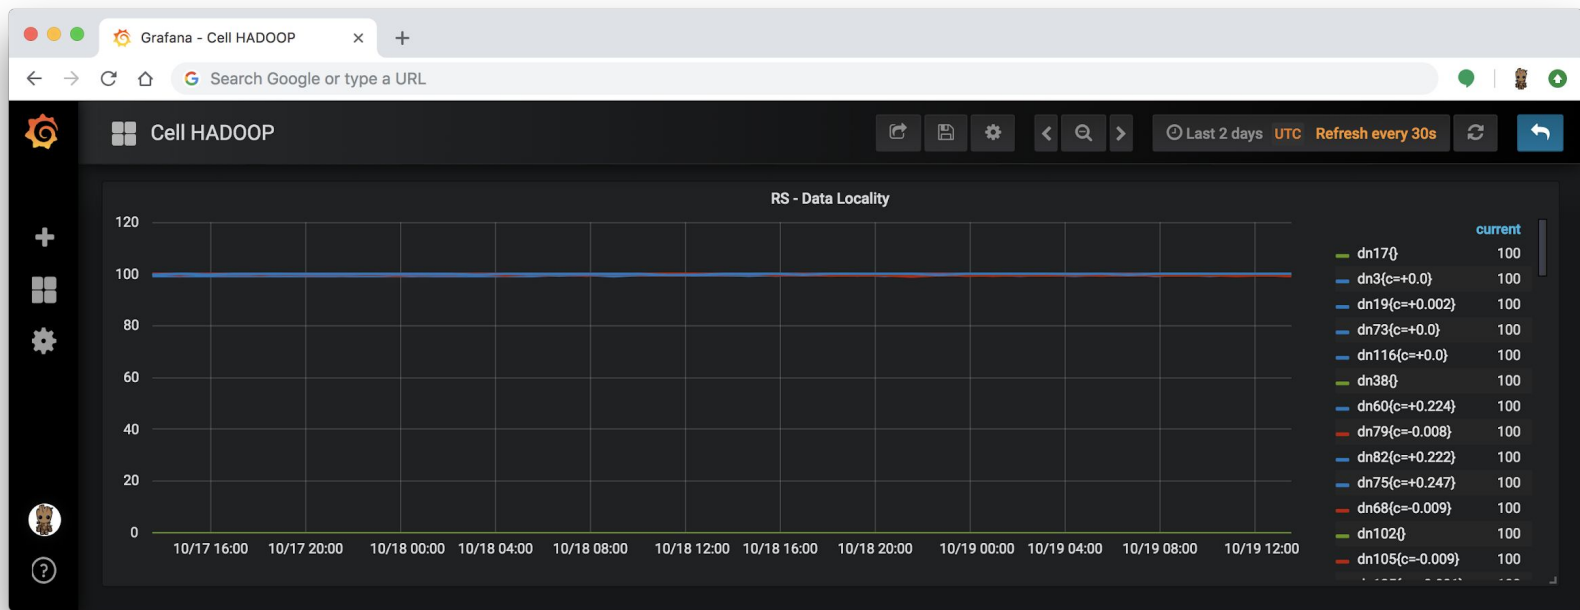 Grafana - Cell HADOOP
Search Google or type a URL
Cell HADOOP
Last 2 days UTC Refresh every 30s
RS - Data Locality
120
100
80
60
40
20
0
10/17 16:00 10/17 20:00 10/18 00:00 10/18 04:00 10/18 08:00 10/18 12:00 10/18 16:00 10/18 20:00 10/19 00:00 10/19 04:00 10/19 08:00 10/19 12:00
current
dn17{} 100
dn3{c=+0.0} 100
dn19{c=+0.002} 100
dn73{c=+0.0} 100
dn116{c=+0.0} 100
dn38{} 100
dn60{c=+0.224} 100
dn79{c=-0.008} 100
dn82{c=+0.222} 100
dn75{c=+0.247} 100
dn68{c=-0.009} 100
dn102{} 100
dn105{c=-0.009} 100